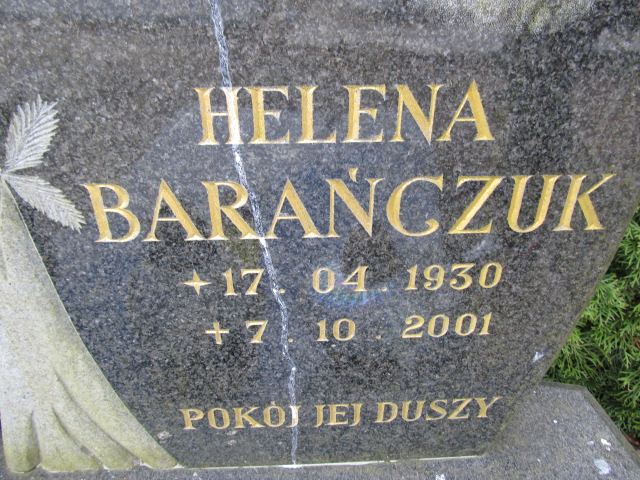 HELENA
BARAŃCZUK
+ 17. 04. 1930
+ 7. 10. 2001
POKÓJ JEJ DUSZY